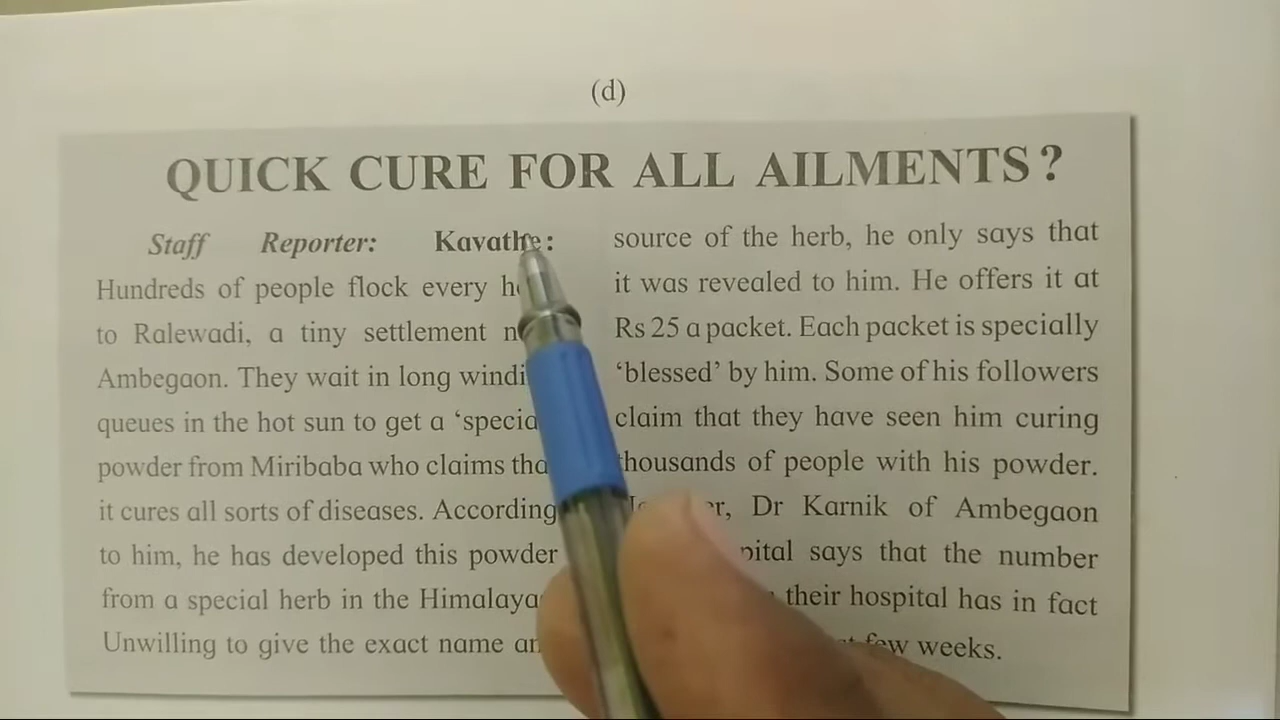 (d)
QUICK CURE FOR ALL AILMENTS?
Staff Reporter: Kavathe:
Hundreds of people flock every
to Ralewadi, a tiny settlement
Ambegaon. They wait in long
queues in the hot sun to get a
powder from Miribaba who claims
it cures all sorts of diseases. According
to him, he has developed this powder
from a special herb in the
Unwilling to give the exact name
source of the herb, he only says that
it was revealed to him. He offers it at
Rs 25 a packet. Each packet is specially
‘blessed’ by him. Some of his followers
claim that they have seen him curing
thousands of people with his powder.
Dr Karnik of Ambegaon
says that the number
their hospital has in fact
few weeks.